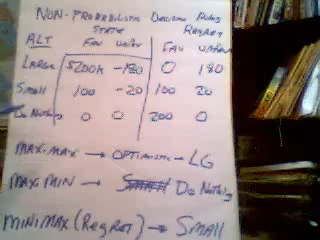 NON-PROBABILISTIC DECISION RULES
STATE REGRET
ALT FAV UNFAV FAV UNFAV
LARGE $200k -180 0 180
SMALL 100 -20 100 20
DO NOTHING 0 0 200 0
MAXIMAX → OPTIMISM → LG
MAXIMIN → DO NOTHING
MINIMAX (REGRET) → SMALL